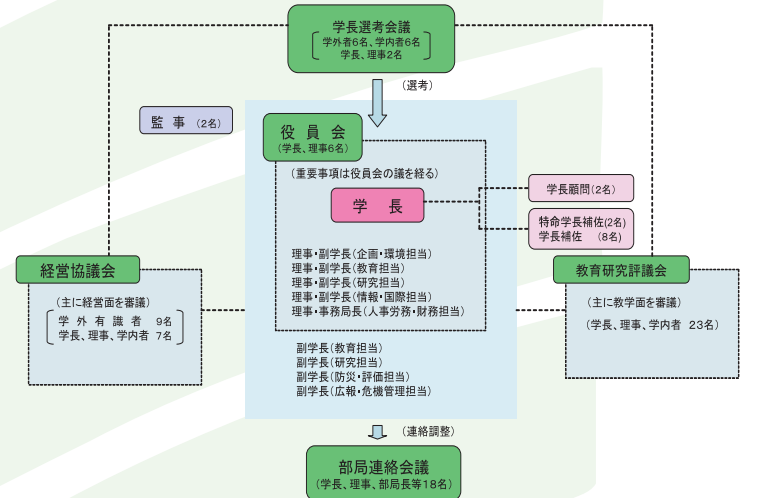 学長選考会議
学外者6名、学内者6名
学長、理事2名
(選考)
監事 (2名)
役員会
(学長、理事6名)
(重要事項は役員会の議を経る)
学長
学長顧問(2名)
特命学長補佐(2名)
学長補佐 (8名)
理事・副学長(企画・環境担当)
理事・副学長(教育担当)
理事・副学長(研究担当)
理事・副学長(情報・国際担当)
理事・事務局長(人事労務・財務担当)
経営協議会
(主に経営面を審議)
学外有識者 9名
学長、理事、学内者 7名
教育研究評議会
(主に教学面を審議)
(学長、理事、学内者 23名)
副学長(教育担当)
副学長(研究担当)
副学長(防災・評価担当)
副学長(広報・危機管理担当)
(連絡調整)
部局連絡会議
(学長、理事、部局長等18名)